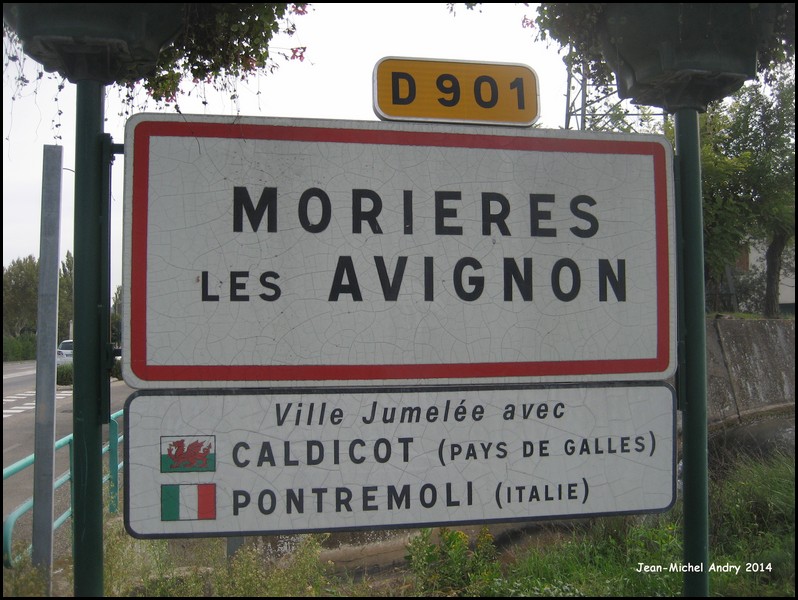 D 901
MORIERES
LES AVIGNON
Ville Jumelée avec
CALDICOT (PAYS DE GALLES)
PONTREMOLI (ITALIE)
Jean-Michel Andry 2014